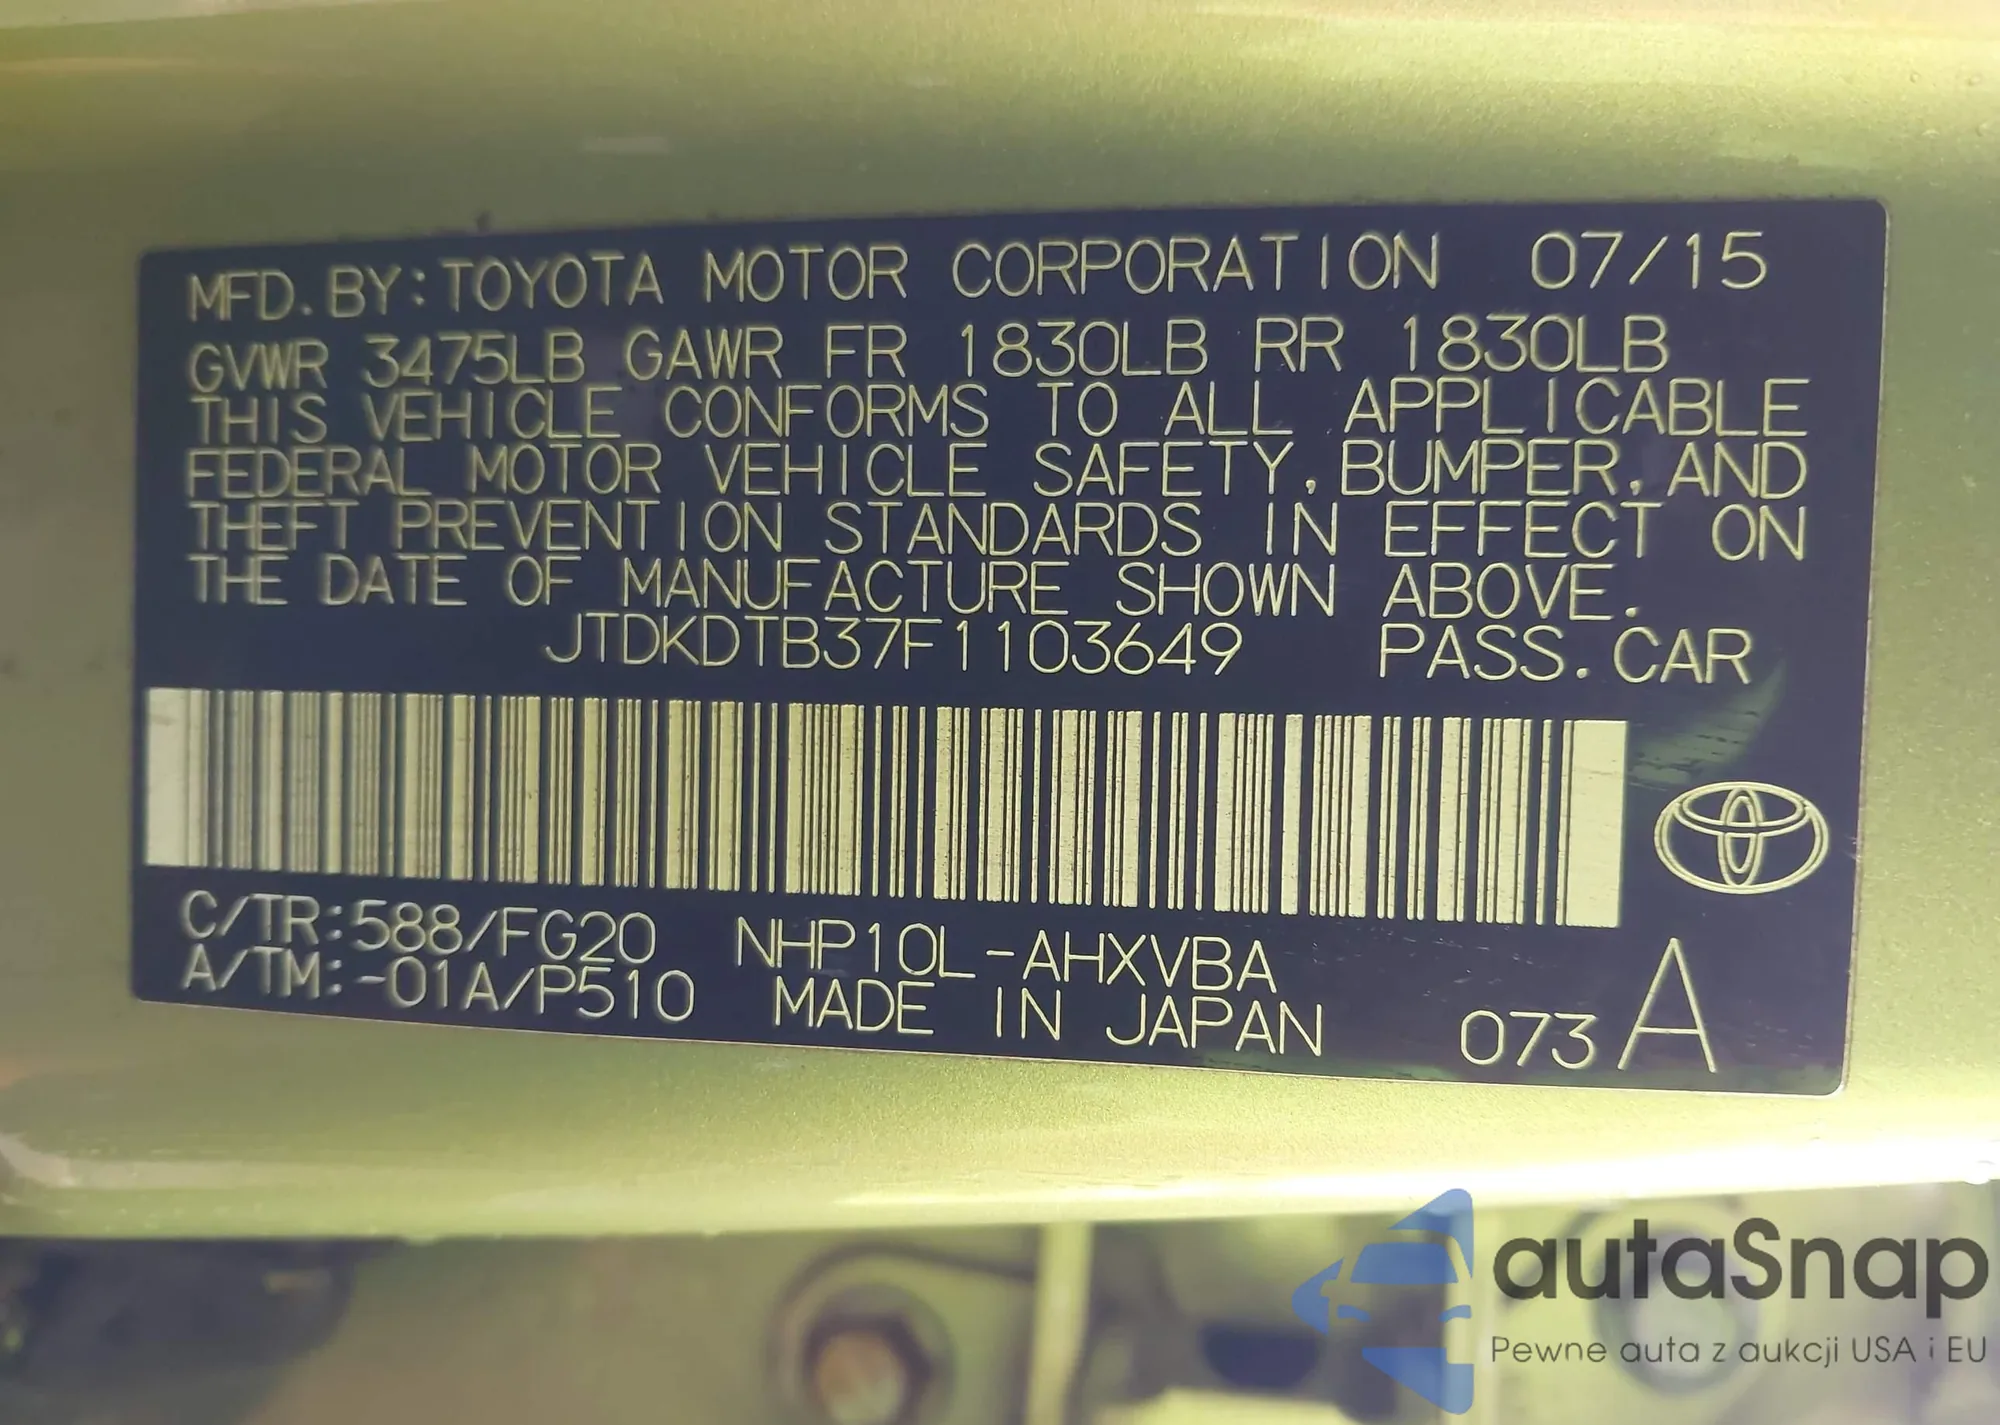 MFD. BY: TOYOTA MOTOR CORPORATION 07/15
GVWR 3475LB GAWR FR 1830LB RR 1830LB
THIS VEHICLE CONFORMS TO ALL APPLICABLE
FEDERAL MOTOR VEHICLE SAFETY, BUMPER, AND
THEFT PREVENTION STANDARDS IN EFFECT ON
THE DATE OF MANUFACTURE SHOWN ABOVE.
JTDKDTB37F1103649 PASS. CAR
C/TR:588/FG20 NHP10L-AHXVBA
A/TM:-01A/P510 MADE IN JAPAN 073 A
autaSnap
Pewne auta z aukcji USA i EU